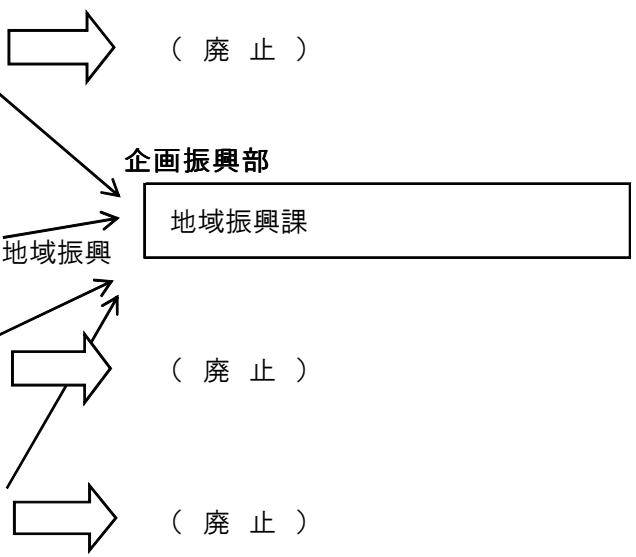 （ 廃 止 ）
企画振興部
地域振興課
地域振興
（ 廃 止 ）
（ 廃 止 ）